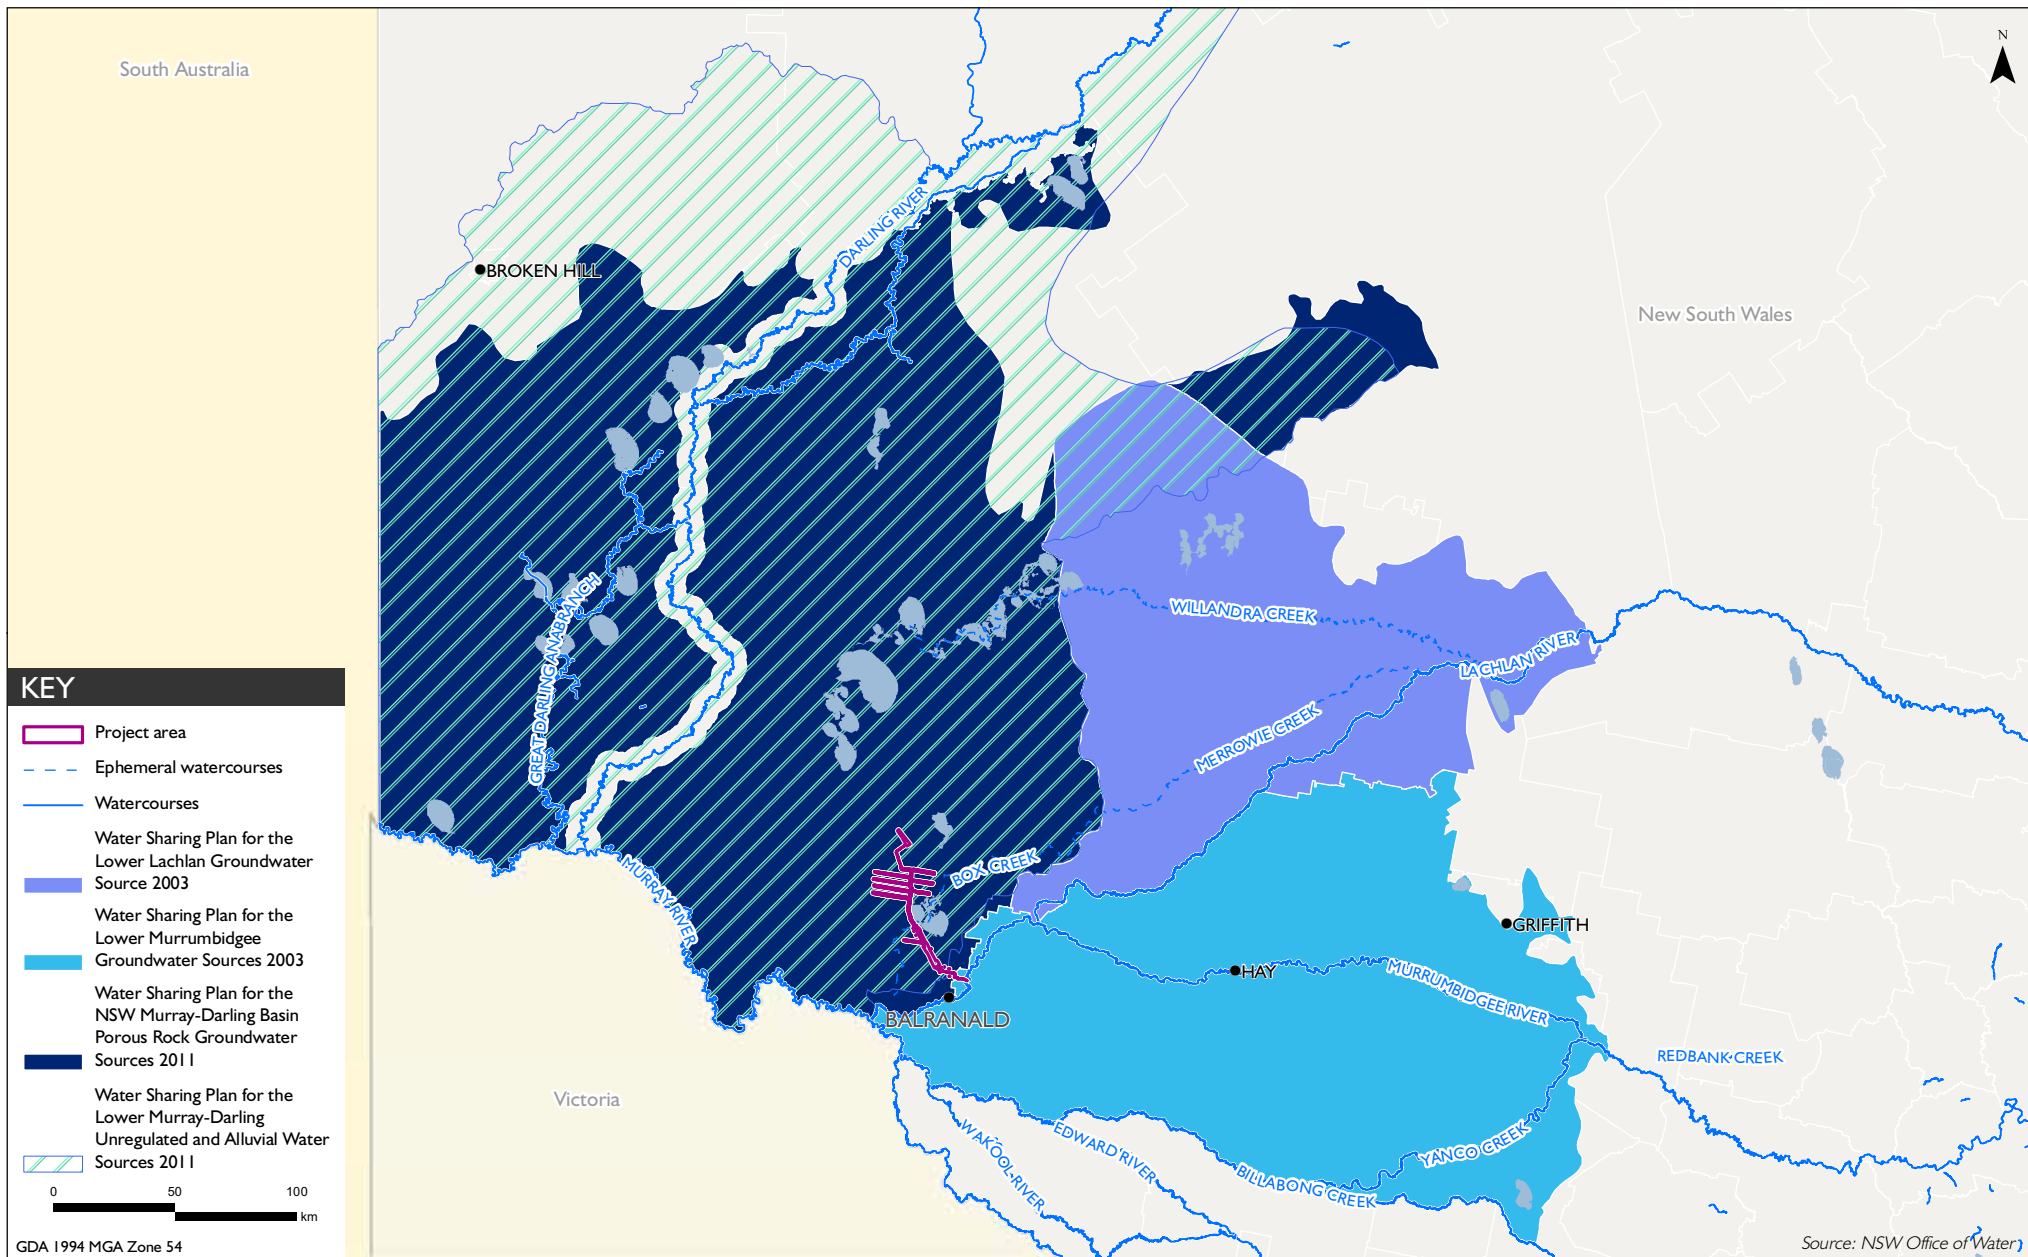 South Australia
N
BROKEN HILL
DARLING RIVER
New South Wales
WILLANDRA CREEK
LACHLAN RIVER
MERROWIE CREEK
GREAT DARLING ANABRANCH
MURRAY RIVER
BOX CREEK
GRIFFITH
HAY
MURRUMBIDGEE RIVER
BALRANALD
REDBANK CREEK
Victoria
WAKOOL RIVER
EDWARD RIVER
BILLABONG CREEK
YANCO CREEK
KEY
Project area
Ephemeral watercourses
Watercourses
Water Sharing Plan for the
Lower Lachlan Groundwater
Source 2003
Water Sharing Plan for the
Lower Murrumbidgee
Groundwater Sources 2003
Water Sharing Plan for the
NSW Murray-Darling Basin
Porous Rock Groundwater
Sources 2011
Water Sharing Plan for the
Lower Murray-Darling
Unregulated and Alluvial Water
Sources 2011
0 50 100
km
GDA 1994 MGA Zone 54
Source: NSW Office of Water